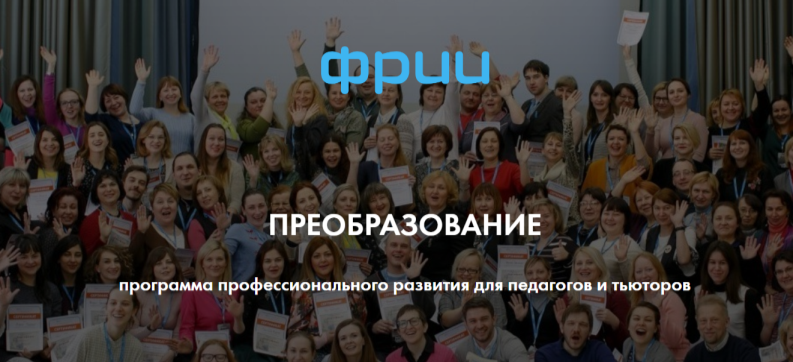 фрии
ПРЕОБРАЗОВАНИЕ
программа профессионального развития для педагогов и тьюторов